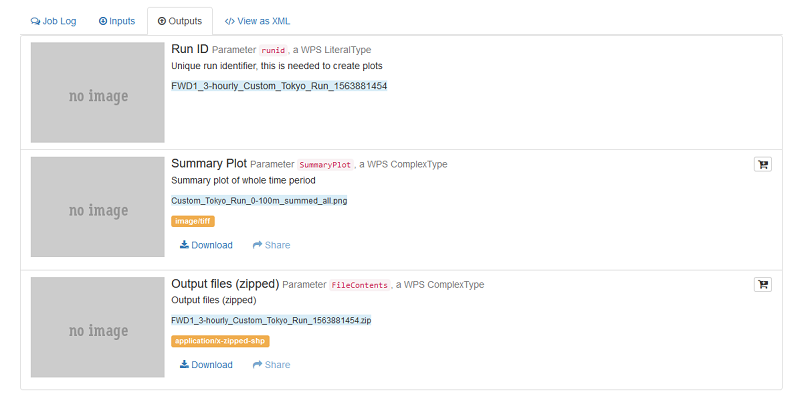 Job Log Inputs Outputs </> View as XML
no image
Run ID Parameter runid, a WPS LiteralType
Unique run identifier, this is needed to create plots
FWD1_3-hourly_Custom_Tokyo_Run_1563881454
no image
Summary Plot Parameter SummaryPlot, a WPS ComplexType
Summary plot of whole time period
Custom_Tokyo_Run_0-100m_summed_all.png
image/tiff
Download Share
no image
Output files (zipped) Parameter FileContents, a WPS ComplexType
Output files (zipped)
FWD1_3-hourly_Custom_Tokyo_Run_1563881454.zip
application/x-zipped-shp
Download Share